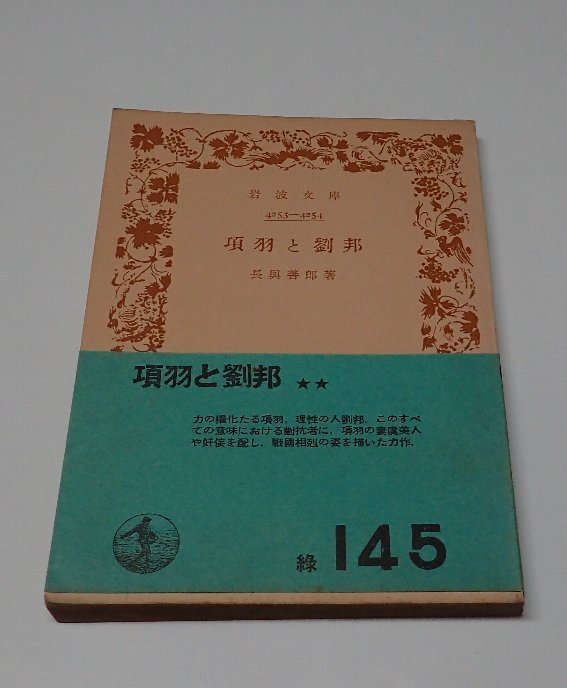 岩波文庫
4253—4254
項羽と劉邦
長與善郎著
項羽と劉邦 ★★
力の權化たる項羽，理性の人劉邦，このすべ
ての意味における對抗者に，項羽の妻虞美人
や奸侫を配し，戰國相剋の姿を描いた力作．
綠 145